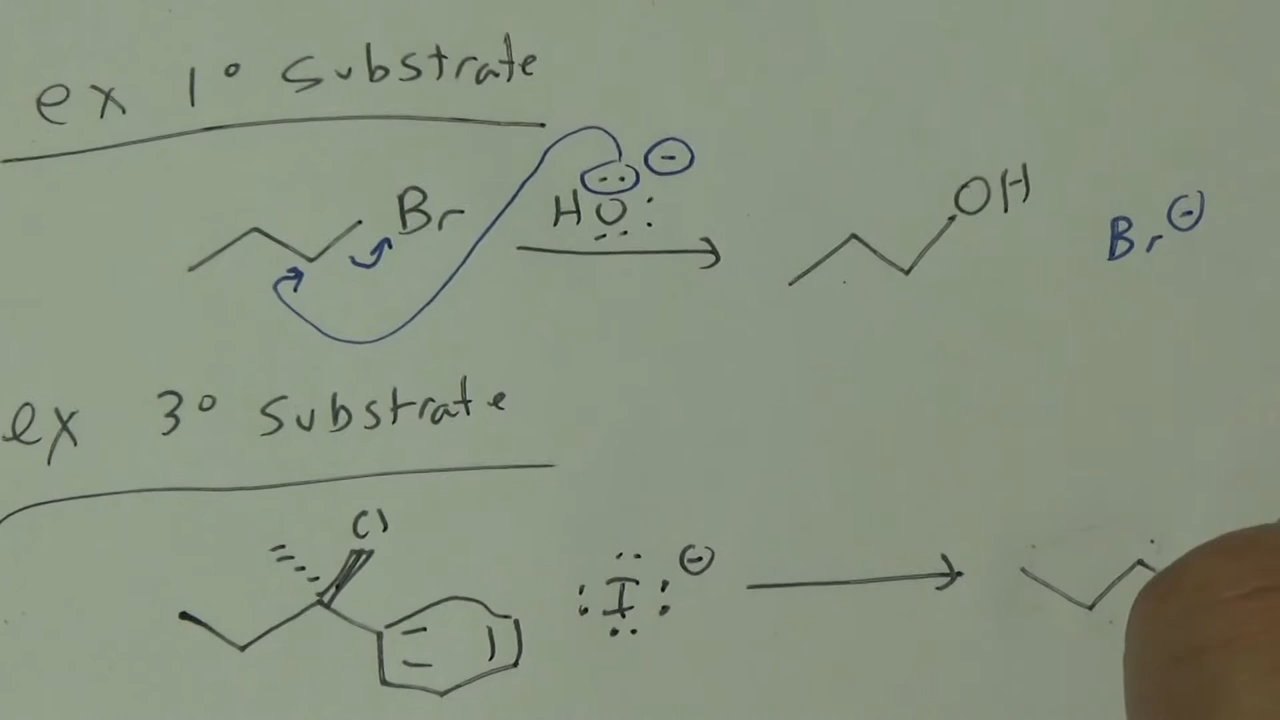 ex 1° Substrate
Br
HO:
⊖
OH
Br⊖
ex 3° Substrate
Cl
:I:⊖